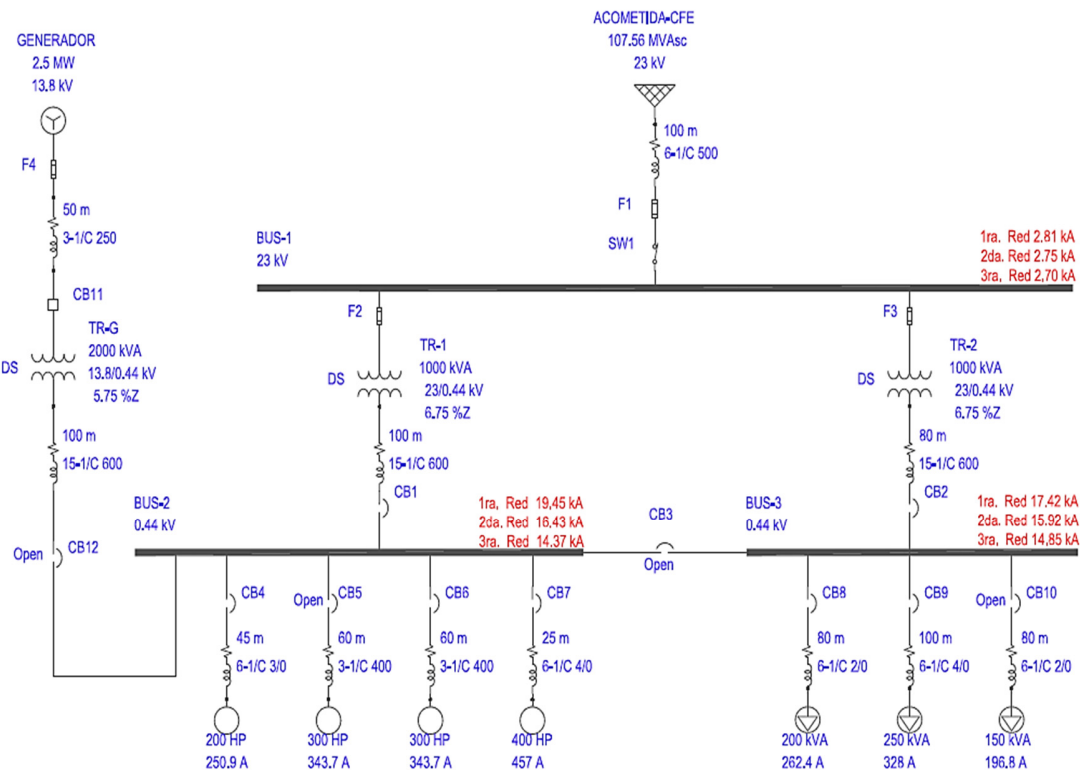 ACOMETIDA-CFE
107.56 MVAsc
23 kV
GENERADOR
2.5 MW
13.8 kV
F4
50 m
3-1/C 250
CB11
TR-G
2000 kVA
13.8/0.44 kV
5.75 %Z
DS
100 m
15-1/C 600
Open
CB12
100 m
6-1/C 500
F1
SW1
BUS-1
23 kV
1ra. Red 2.81 kA
2da. Red 2.75 kA
3ra, Red 2,70 kA
F2
TR-1
1000 kVA
23/0.44 kV
6.75 %Z
DS
100 m
15-1/C 600
CB1
F3
TR-2
1000 kVA
23/0.44 kV
6.75 %Z
DS
80 m
15-1/C 600
CB2
BUS-2
0.44 kV
1ra, Red 19,45 kA
2da. Red 16,43 kA
3ra. Red 14.37 kA
CB3
Open
BUS-3
0.44 kV
1ra. Red 17.42 kA
2da. Red 15.92 kA
3ra, Red 14,85 kA
CB4
45 m
6-1/C 3/0
200 HP
250.9 A
Open
CB5
60 m
3-1/C 400
300 HP
343.7 A
CB6
60 m
3-1/C 400
300 HP
343.7 A
CB7
25 m
6-1/C 4/0
400 HP
457 A
CB8
80 m
6-1/C 2/0
200 kVA
262.4 A
CB9
100 m
6-1/C 4/0
250 kVA
328 A
Open
CB10
80 m
6-1/C 2/0
150 kVA
196.8 A